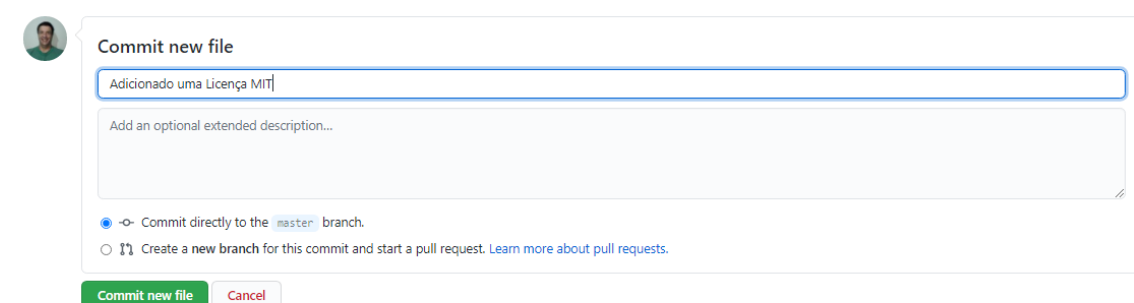 Commit new file
Adicionado uma Licença MIT
Add an optional extended description...
Commit directly to the master branch.
Create a new branch for this commit and start a pull request. Learn more about pull requests.
Commit new file Cancel